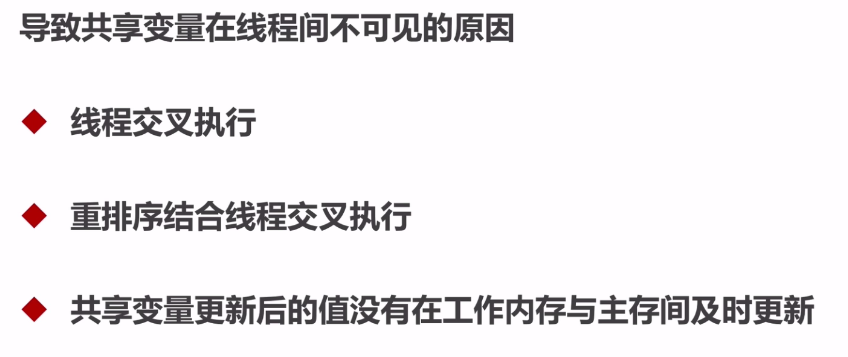 导致共享变量在线程间不可见的原因
线程交叉执行
重排序结合线程交叉执行
共享变量更新后的值没有在工作内存与主存间及时更新